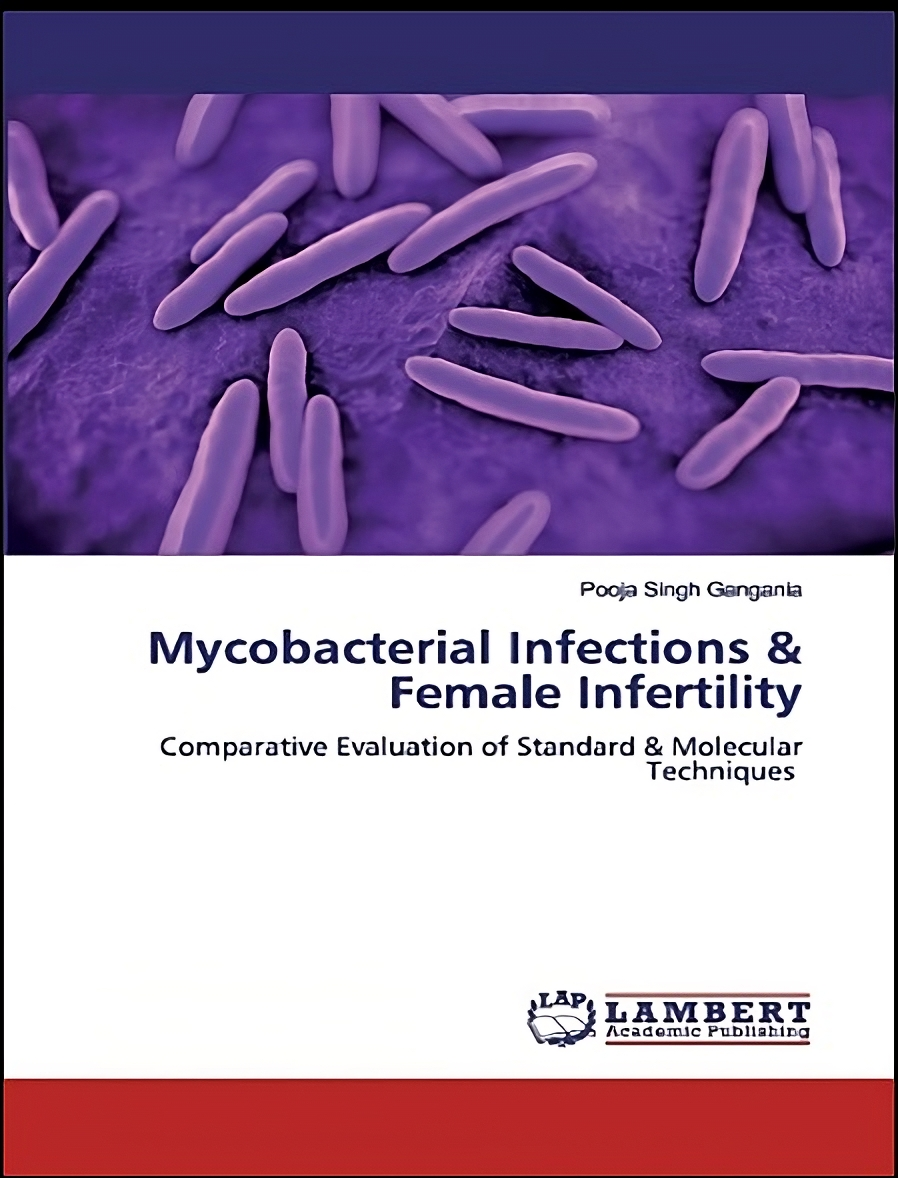 Pooja Singh Gangania
Mycobacterial Infections &
Female Infertility
Comparative Evaluation of Standard & Molecular
Techniques
LAP
LAMBERT
Academic Publishing